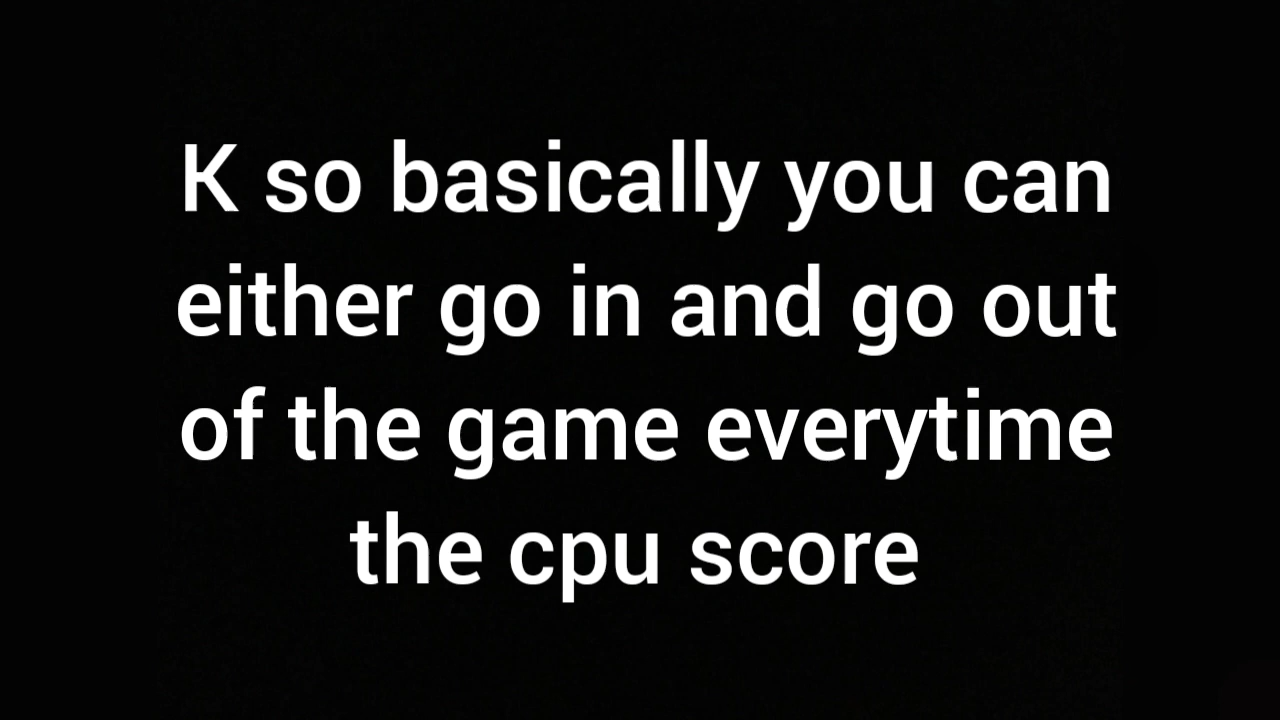 K so basically you can
either go in and go out
of the game everytime
the cpu score